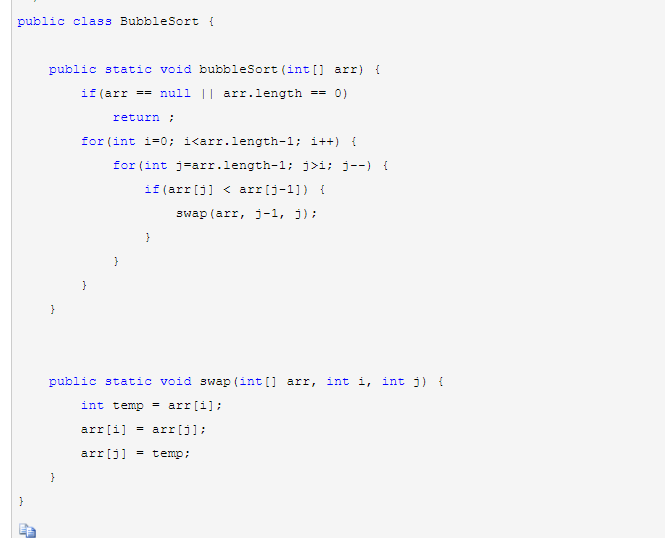 public class BubbleSort {
public static void bubbleSort(int[] arr) {
if(arr == null || arr.length == 0)
return ;
for(int i=0; i<arr.length-1; i++) {
for(int j=arr.length-1; j>i; j--) {
if(arr[j] < arr[j-1]) {
swap(arr, j-1, j);
}
}
}
}
public static void swap(int[] arr, int i, int j) {
int temp = arr[i];
arr[i] = arr[j];
arr[j] = temp;
}
}